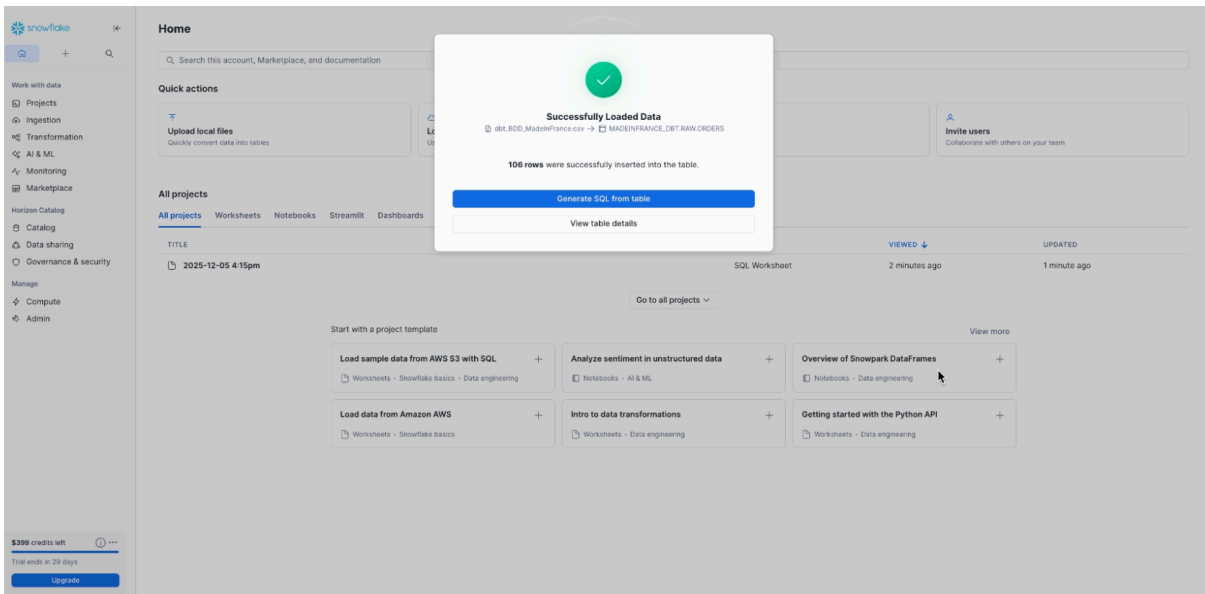 snowflake
Work with data
Projects
Ingestion
Transformation
AI & ML
Monitoring
Marketplace
Horizon Catalog
Catalog
Data sharing
Governance & security
Manage
Compute
Admin
$399 credits left
Trial ends in 29 days
Upgrade
Home
Search this account, Marketplace, and documentation
Quick actions
Upload local files
Quickly convert data into tables
Invite users
Collaborate with others on your team
Successfully Loaded Data
dbt_BDD_MadeInFrance.csv → MADEINFRANCE_DBT.RAW.ORDERS
106 rows were successfully inserted into the table.
Generate SQL from table
View table details
All projects
All projects Worksheets Notebooks Streamlit Dashboards
TITLE VIEWED ↓ UPDATED
2025-12-05 4:15pm SQL Worksheet 2 minutes ago 1 minute ago
Go to all projects
Start with a project template View more
Load sample data from AWS S3 with SQL
Worksheets • Snowflake basics • Data engineering
Analyze sentiment in unstructured data
Notebooks • AI & ML
Overview of Snowpark DataFrames
Notebooks • Data engineering
Load data from Amazon AWS
Worksheets • Snowflake basics
Intro to data transformations
Worksheets • Data engineering
Getting started with the Python API
Worksheets • Data engineering